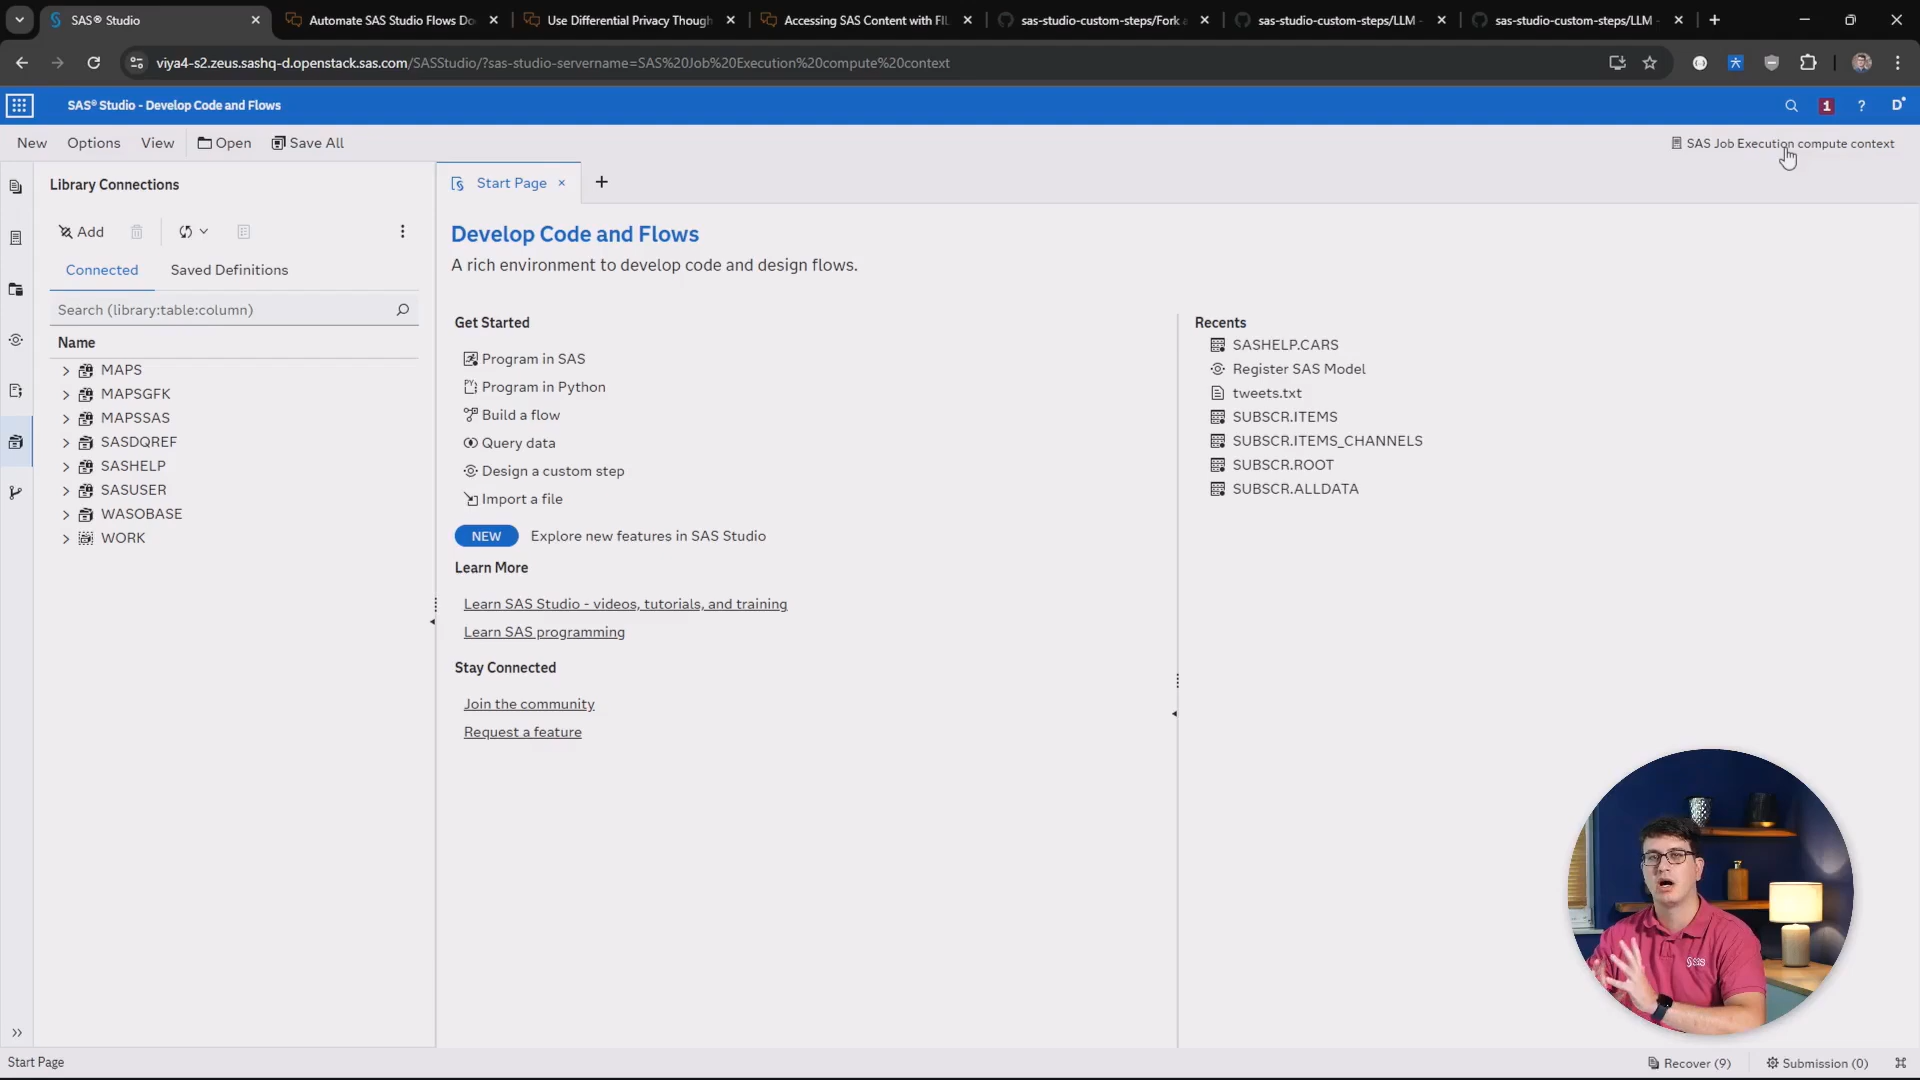 SAS® Studio
Automate SAS Studio Flows Do
Use Differential Privacy Though
Accessing SAS Content with FIL
sas-studio-custom-steps/Fork a
sas-studio-custom-steps/LLM -
sas-studio-custom-steps/LLM -
viya4-s2.zeus.sashq-d.openstack.sas.com/SASStudio/?sas-studio-servername=SAS%20Job%20Execution%20compute%20context
SAS® Studio - Develop Code and Flows
1
?
D
New
Options
View
Open
Save All
SAS Job Execution compute context
Library Connections
Start Page
Add
Connected
Saved Definitions
Search (library:table:column)
Name
MAPS
MAPSGFK
MAPSSAS
SASDQREF
SASHELP
SASUSER
WASOBASE
WORK
Develop Code and Flows
A rich environment to develop code and design flows.
Get Started
Program in SAS
Program in Python
Build a flow
Query data
Design a custom step
Import a file
NEW
Explore new features in SAS Studio
Learn More
Learn SAS Studio - videos, tutorials, and training
Learn SAS programming
Stay Connected
Join the community
Request a feature
Recents
SASHELP.CARS
Register SAS Model
tweets.txt
SUBSCR.ITEMS
SUBSCR.ITEMS_CHANNELS
SUBSCR.ROOT
SUBSCR.ALLDATA
sas
Start Page
Recover (9)
Submission (0)